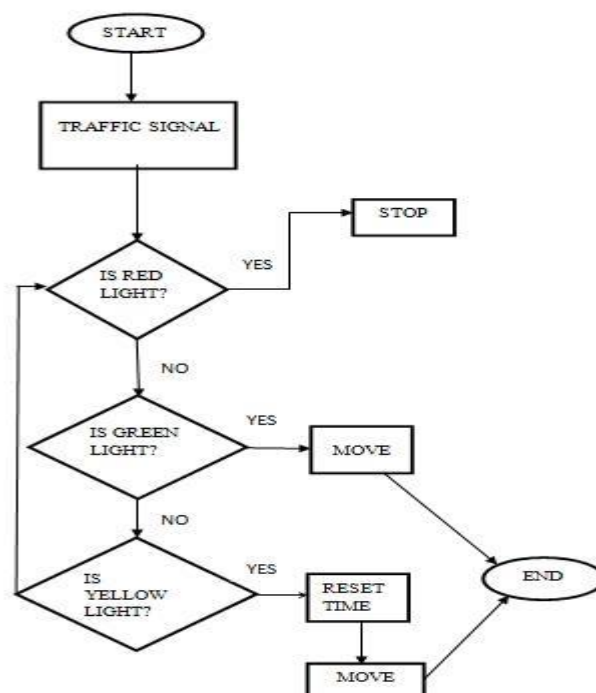 START
TRAFFIC SIGNAL
STOP
YES
IS RED
LIGHT?
NO
YES
IS GREEN
LIGHT?
MOVE
NO
YES
IS
YELLOW
LIGHT?
RESET
TIME
END
MOVE